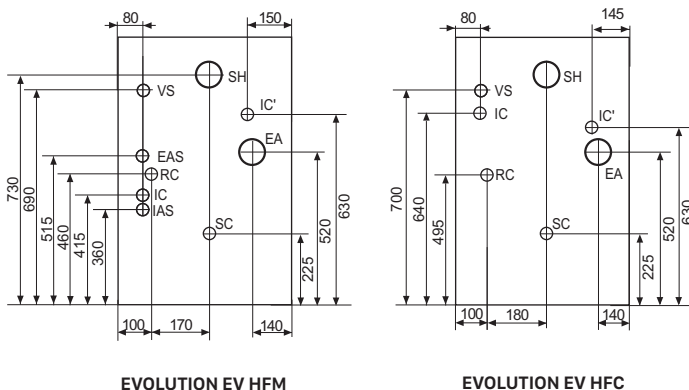 80
150
SH
VS
IC'
EA
EAS
RC
IC
IAS
SC
730
690
515
460
415
360
225
520
630
100
170
140
EVOLUTION EV HFM
80
145
SH
VS
IC
IC'
EA
RC
SC
700
640
495
225
520
630
100
180
140
EVOLUTION EV HFC